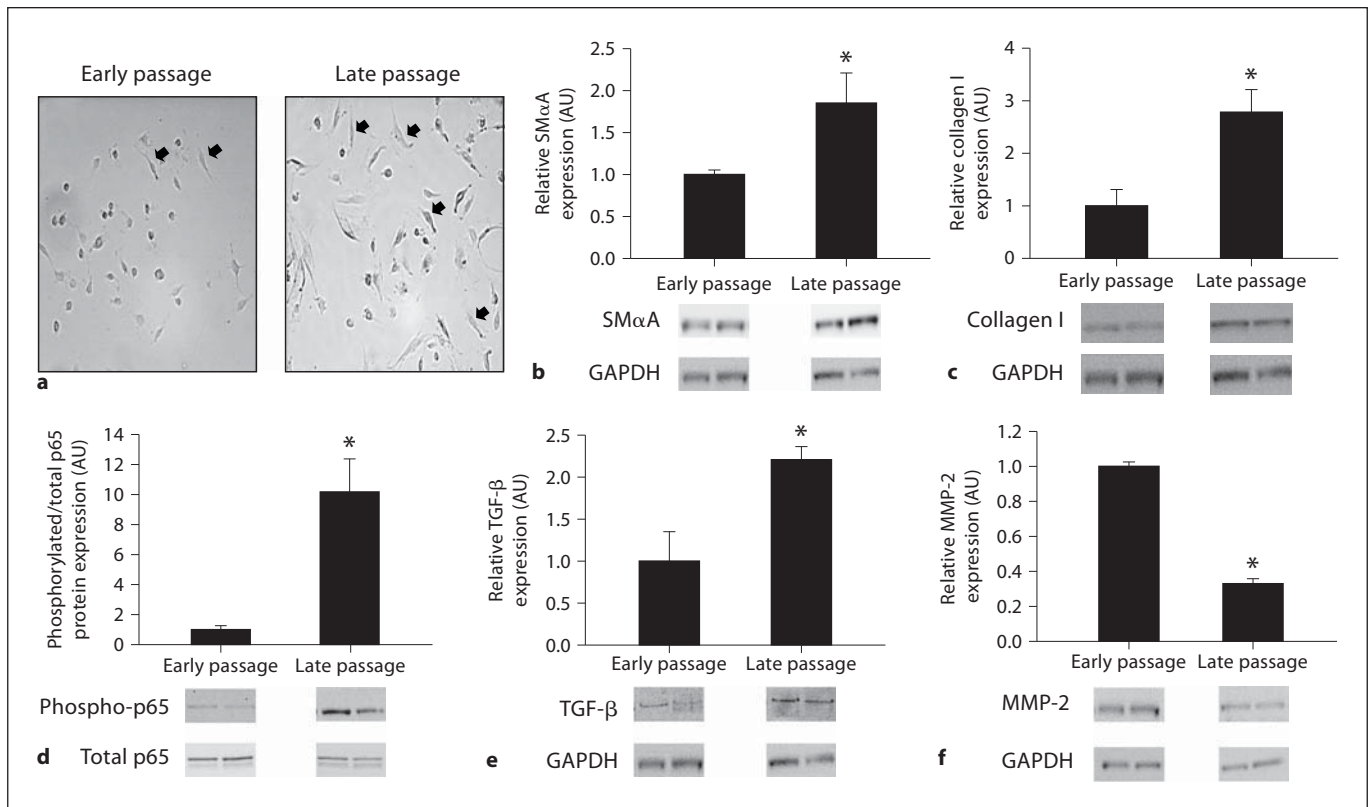 Early passage
Late passage
a
Relative SMαA
expression (AU)
2.5
2.0
1.5
1.0
0.5
0.0
*
Early passage
Late passage
SMαA
b
GAPDH
Relative collagen I
expression (AU)
4
3
2
1
0
*
Early passage
Late passage
Collagen I
c
GAPDH
Phosphorylated/total p65
protein expression (AU)
14
12
10
8
6
4
2
0
*
Early passage
Late passage
Phospho-p65
d
Total p65
Relative TGF-β
expression (AU)
2.5
2.0
1.5
1.0
0.5
0.0
*
Early passage
Late passage
TGF-β
e
GAPDH
Relative MMP-2
expression (AU)
1.2
1.0
0.8
0.6
0.4
0.2
0.0
*
Early passage
Late passage
MMP-2
f
GAPDH